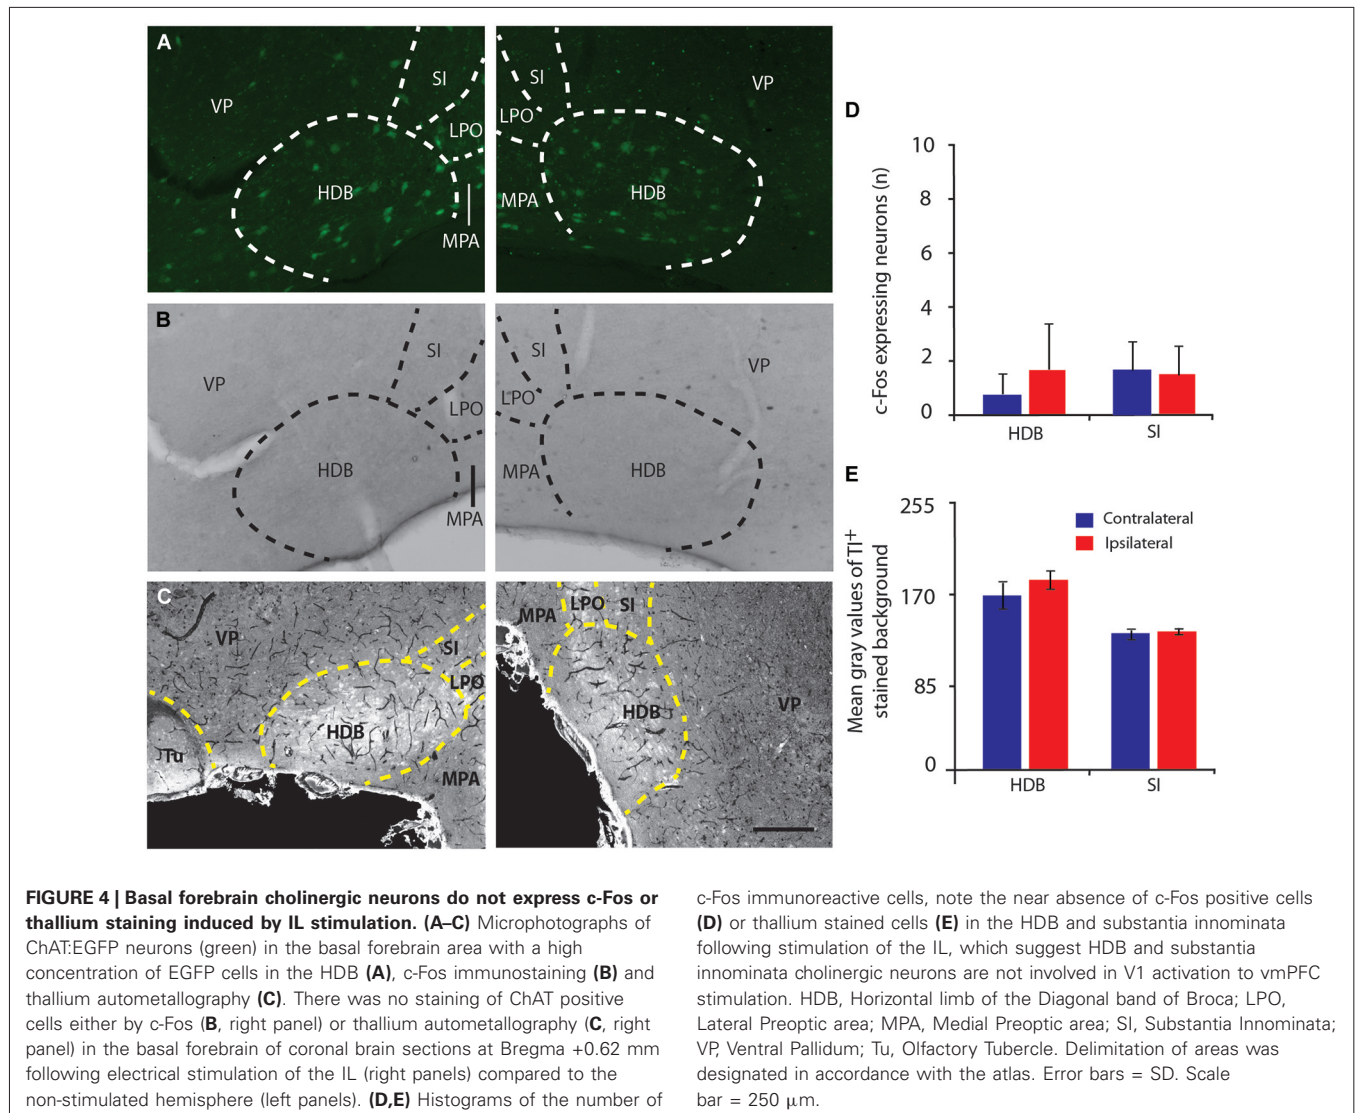 A
SI
VP
LPO
HDB
MPA
SI
VP
LPO
MPA
HDB
B
SI
VP
LPO
HDB
MPA
SI
VP
LPO
MPA
HDB
C
VP
SI
LPO
HDB
Tu
MPA
MPA
LPO
SI
HDB
VP
D
c-Fos expressing neurons (n)
10
8
6
4
2
0
HDB
SI
E
Mean gray values of Tl+
stained background
255
170
85
0
Contralateral
Ipsilateral
HDB
SI
FIGURE 4 | Basal forebrain cholinergic neurons do not express c-Fos or
thallium staining induced by IL stimulation. (A–C) Microphotographs of
ChAT:EGFP neurons (green) in the basal forebrain area with a high
concentration of EGFP cells in the HDB (A), c-Fos immunostaining (B) and
thallium autometallography (C). There was no staining of ChAT positive
cells either by c-Fos (B, right panel) or thallium autometallography (C, right
panel) in the basal forebrain of coronal brain sections at Bregma +0.62 mm
following electrical stimulation of the IL (right panels) compared to the
non-stimulated hemisphere (left panels). (D,E) Histograms of the number of
c-Fos immunoreactive cells, note the near absence of c-Fos positive cells
(D) or thallium stained cells (E) in the HDB and substantia innominata
following stimulation of the IL, which suggest HDB and substantia
innominata cholinergic neurons are not involved in V1 activation to vmPFC
stimulation. HDB, Horizontal limb of the Diagonal band of Broca; LPO,
Lateral Preoptic area; MPA, Medial Preoptic area; SI, Substantia Innominata;
VP, Ventral Pallidum; Tu, Olfactory Tubercle. Delimitation of areas was
designated in accordance with the atlas. Error bars = SD. Scale
bar = 250 μm.